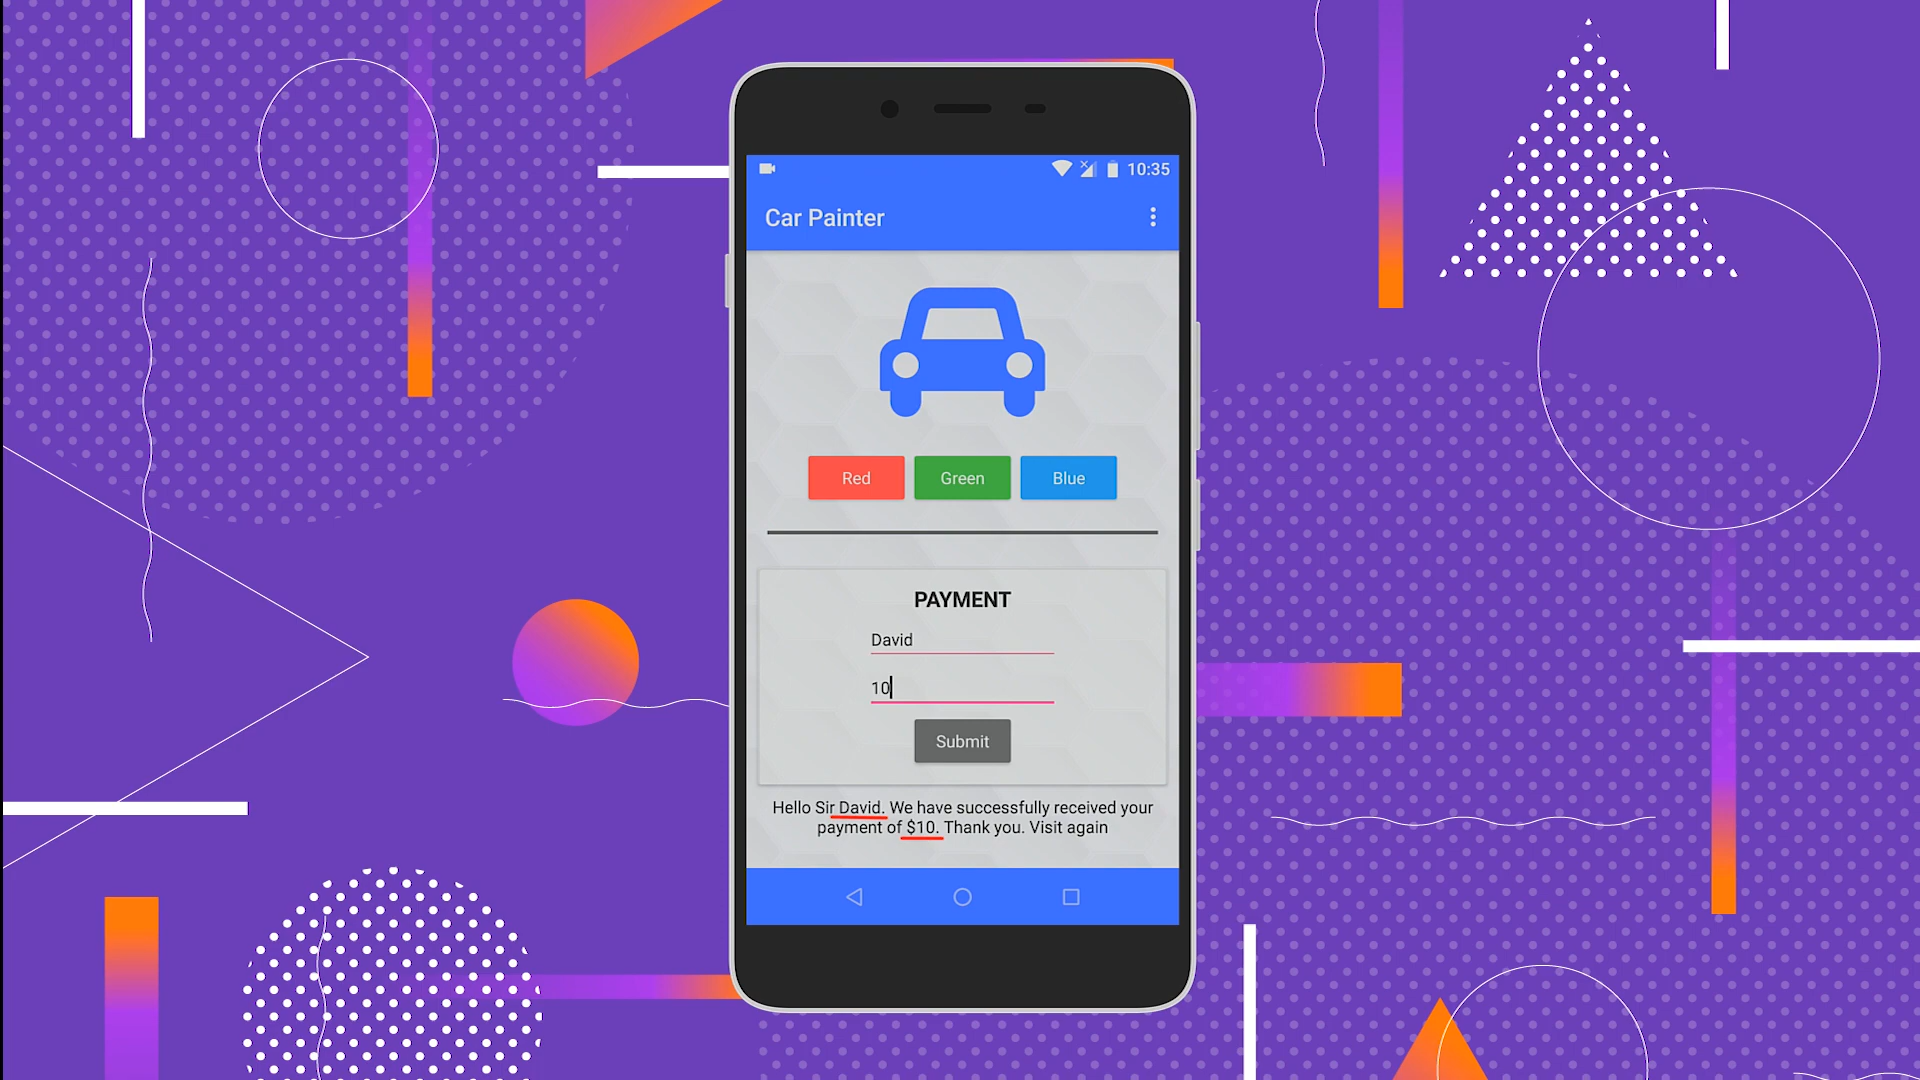 10:35
Car Painter
Red Green Blue
PAYMENT
David
10
Submit
Hello Sir David. We have successfully received your
payment of $10. Thank you. Visit again